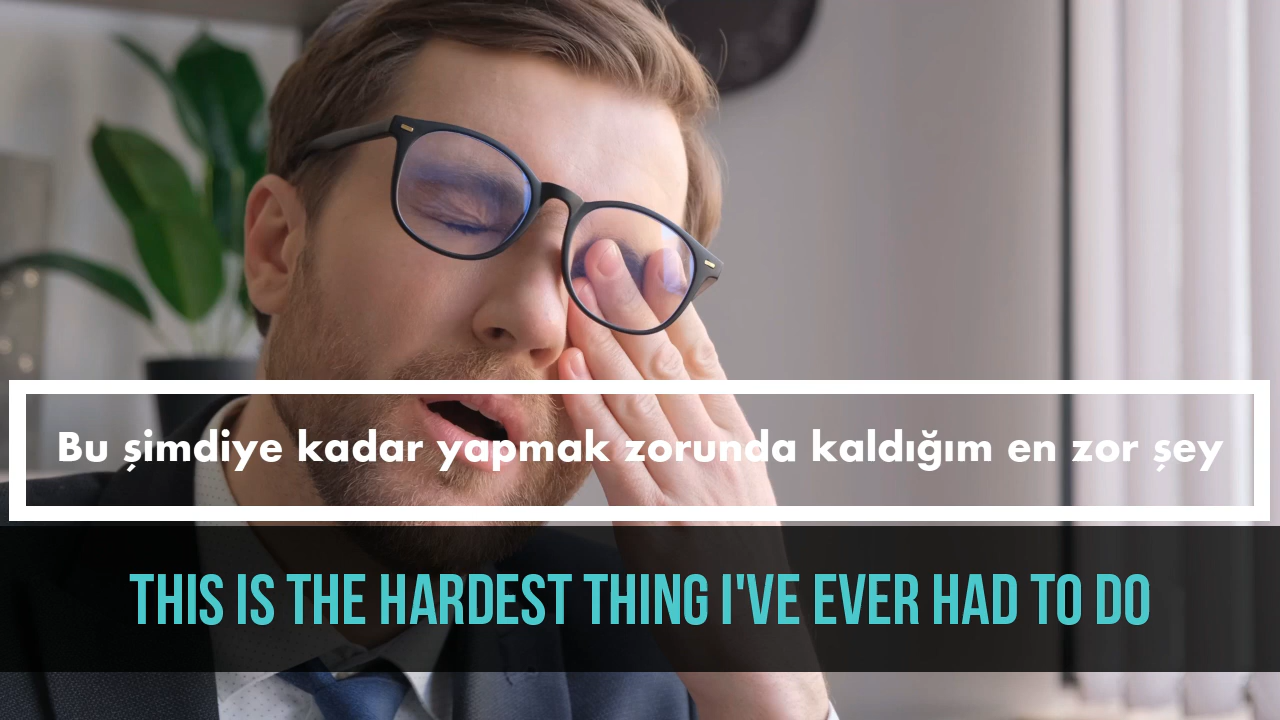 Bu şimdiye kadar yapmak zorunda kaldığım en zor şey
THIS IS THE HARDEST THING I'VE EVER HAD TO DO